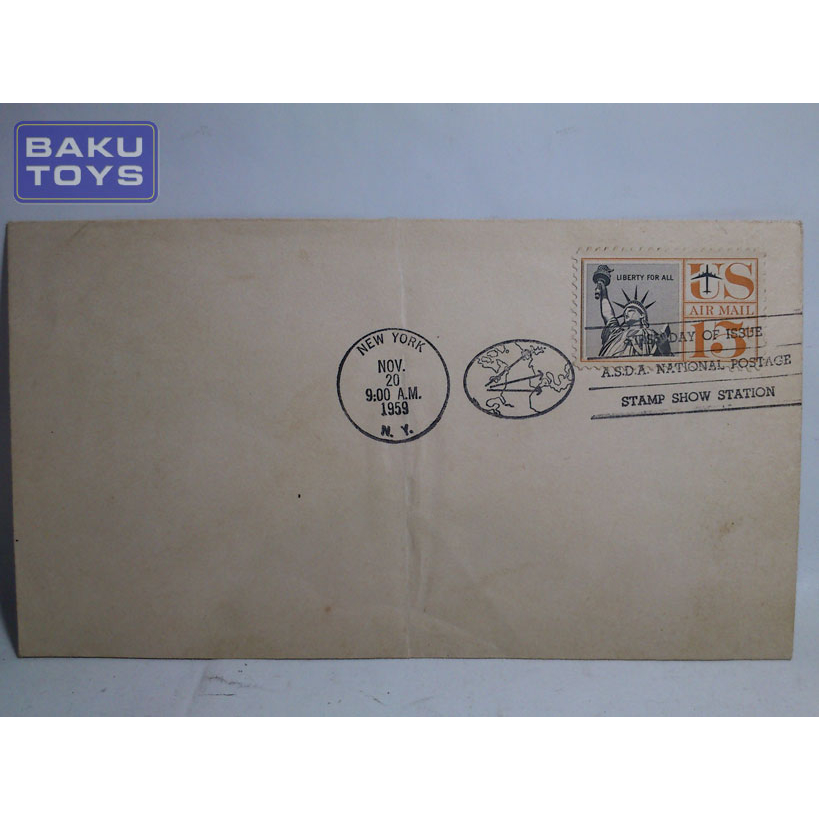 BAKU
TOYS
LIBERTY FOR ALL
US
AIR MAIL
15
NEW YORK
NOV.
20
9:00 A.M.
1959
N. Y.
FIRST DAY OF ISSUE
A.S.D.A. NATIONAL POSTAGE
STAMP SHOW STATION